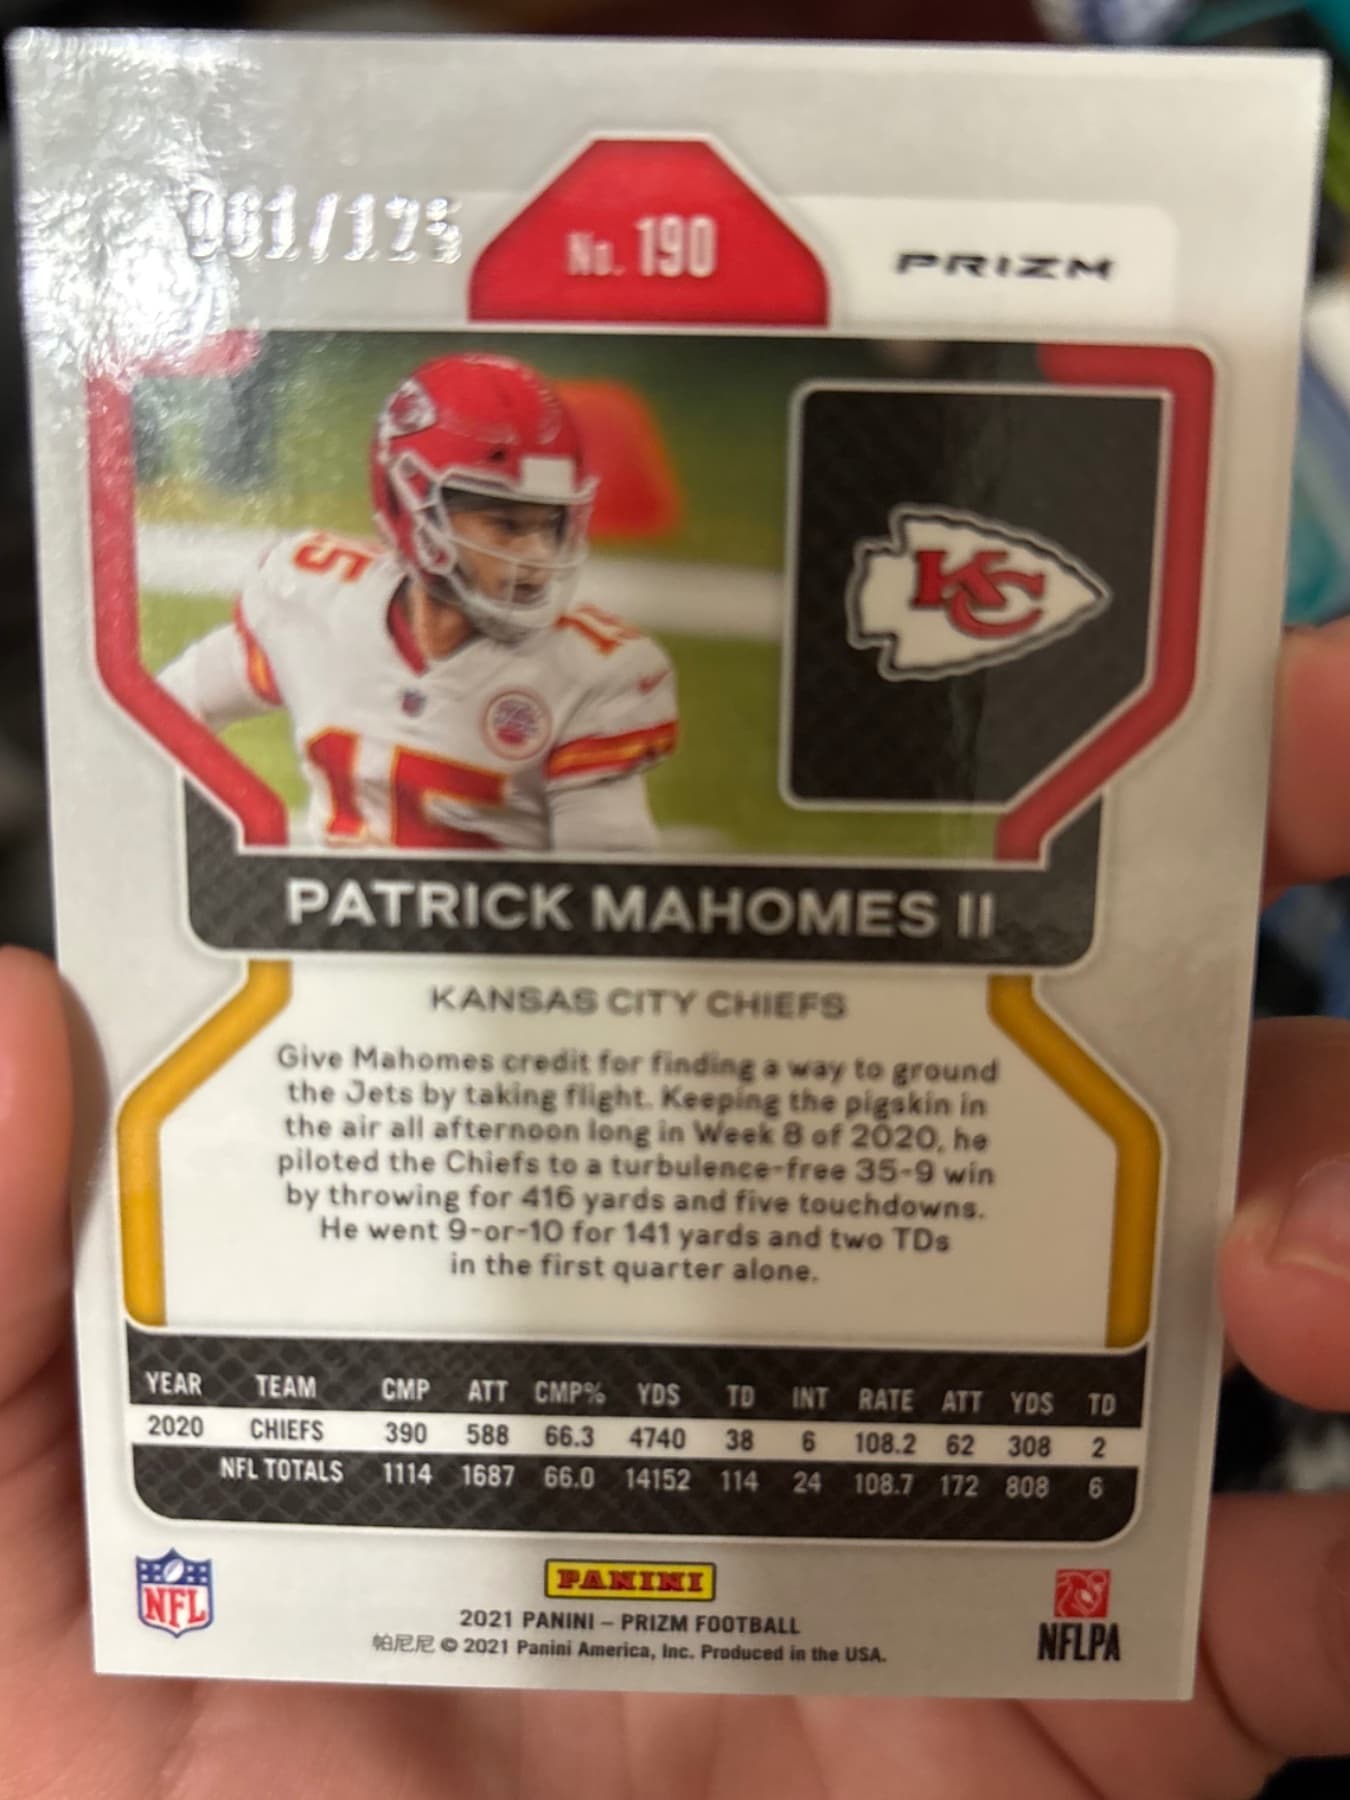 061/125
No. 190
PRIZM
15
15
15
KC
PATRICK MAHOMES II
KANSAS CITY CHIEFS
Give Mahomes credit for finding a way to ground
the Jets by taking flight. Keeping the pigskin in
the air all afternoon long in Week 8 of 2020, he
piloted the Chiefs to a turbulence-free 35-9 win
by throwing for 416 yards and five touchdowns.
He went 9-or-10 for 141 yards and two TDs
in the first quarter alone.
YEAR TEAM CMP ATT CMP% YDS TD INT RATE ATT YDS TD
2020 CHIEFS 390 588 66.3 4740 38 6 108.2 62 308 2
NFL TOTALS 1114 1687 66.0 14152 114 24 108.7 172 808 6
NFL
PANINI
2021 PANINI – PRIZM FOOTBALL
帕尼尼 © 2021 Panini America, Inc. Produced in the USA.
NFLPA